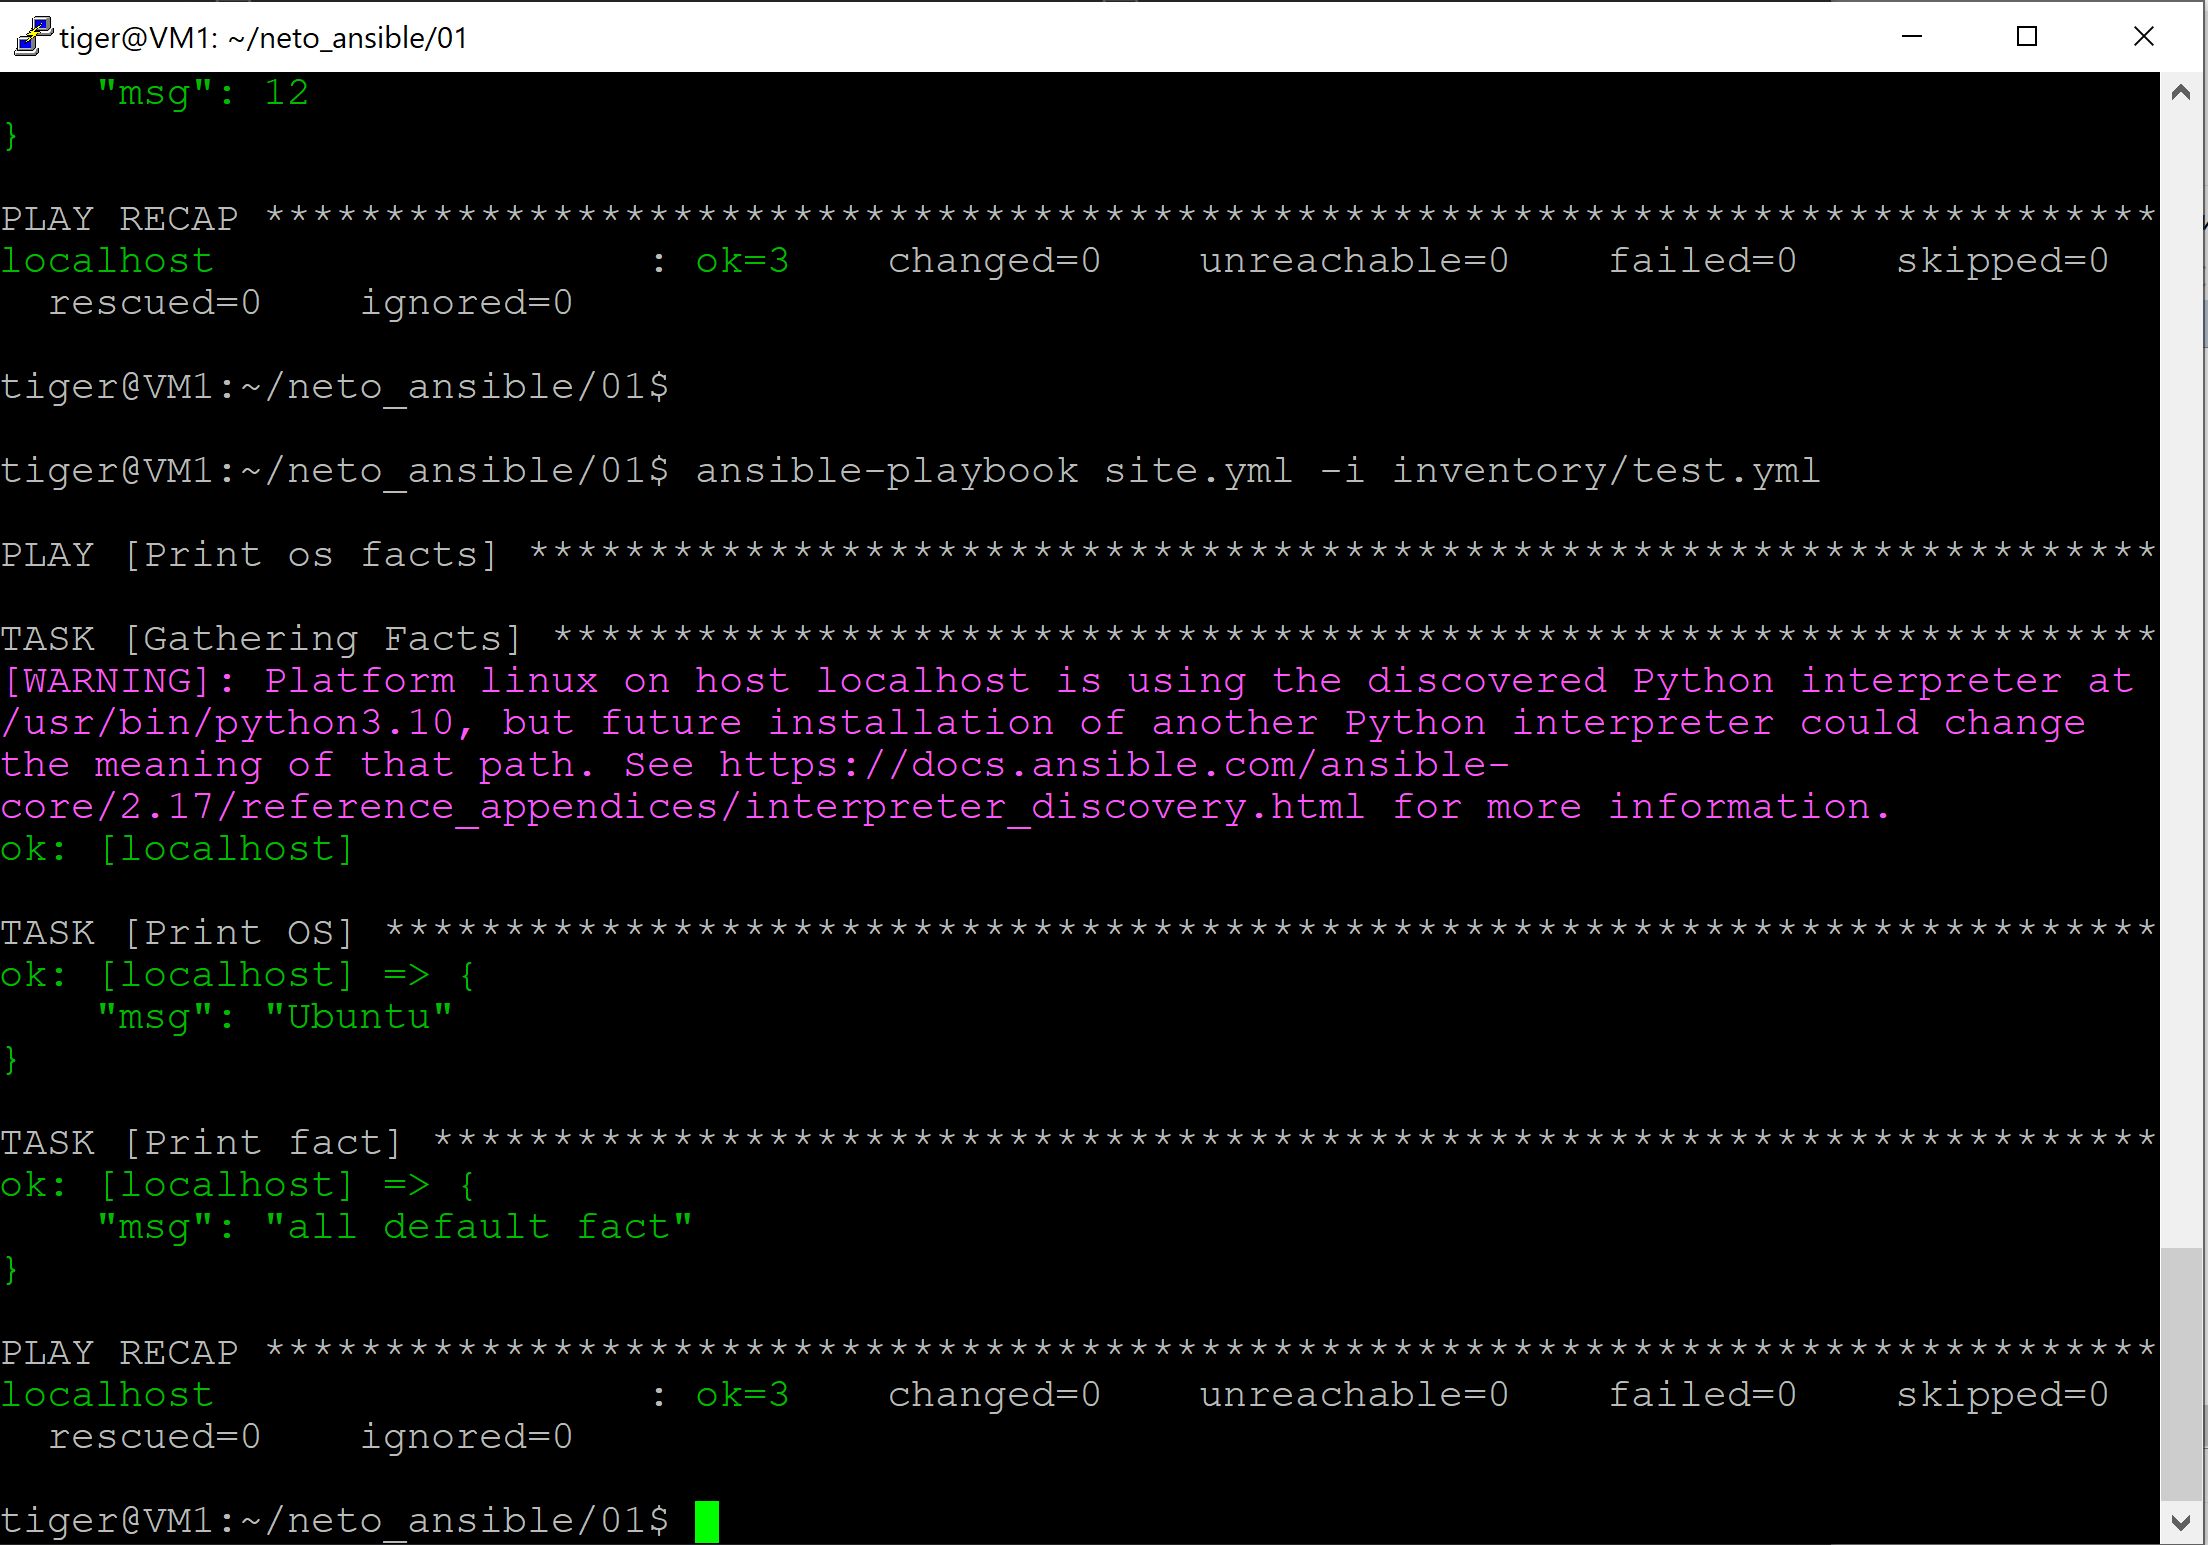 tiger@VM1: ~/neto_ansible/01
    "msg": 12
}
PLAY RECAP *******************************************************************************
localhost                  : ok=3    changed=0    unreachable=0    failed=0    skipped=0
  rescued=0    ignored=0
tiger@VM1:~/neto_ansible/01$
tiger@VM1:~/neto_ansible/01$ ansible-playbook site.yml -i inventory/test.yml
PLAY [Print os facts] ********************************************************************
TASK [Gathering Facts] *******************************************************************
[WARNING]: Platform linux on host localhost is using the discovered Python interpreter at
/usr/bin/python3.10, but future installation of another Python interpreter could change
the meaning of that path. See https://docs.ansible.com/ansible-
core/2.17/reference_appendices/interpreter_discovery.html for more information.
ok: [localhost]
TASK [Print OS] **************************************************************************
ok: [localhost] => {
    "msg": "Ubuntu"
}
TASK [Print fact] ************************************************************************
ok: [localhost] => {
    "msg": "all default fact"
}
PLAY RECAP *******************************************************************************
localhost                  : ok=3    changed=0    unreachable=0    failed=0    skipped=0
  rescued=0    ignored=0
tiger@VM1:~/neto_ansible/01$